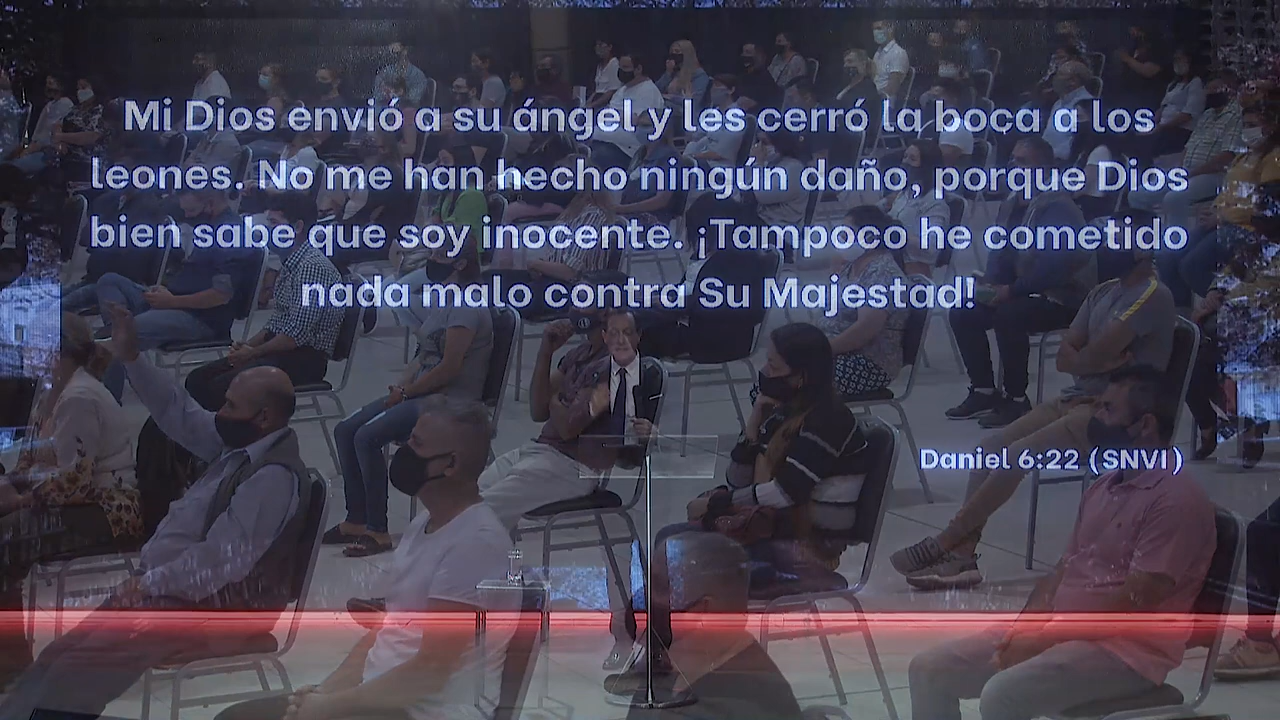 Mi Dios envió a su ángel y les cerró la boca a los
leones. No me han hecho ningún daño, porque Dios
bien sabe que soy inocente. ¡Tampoco he cometido
nada malo contra Su Majestad!
Daniel 6:22 (SNVI)